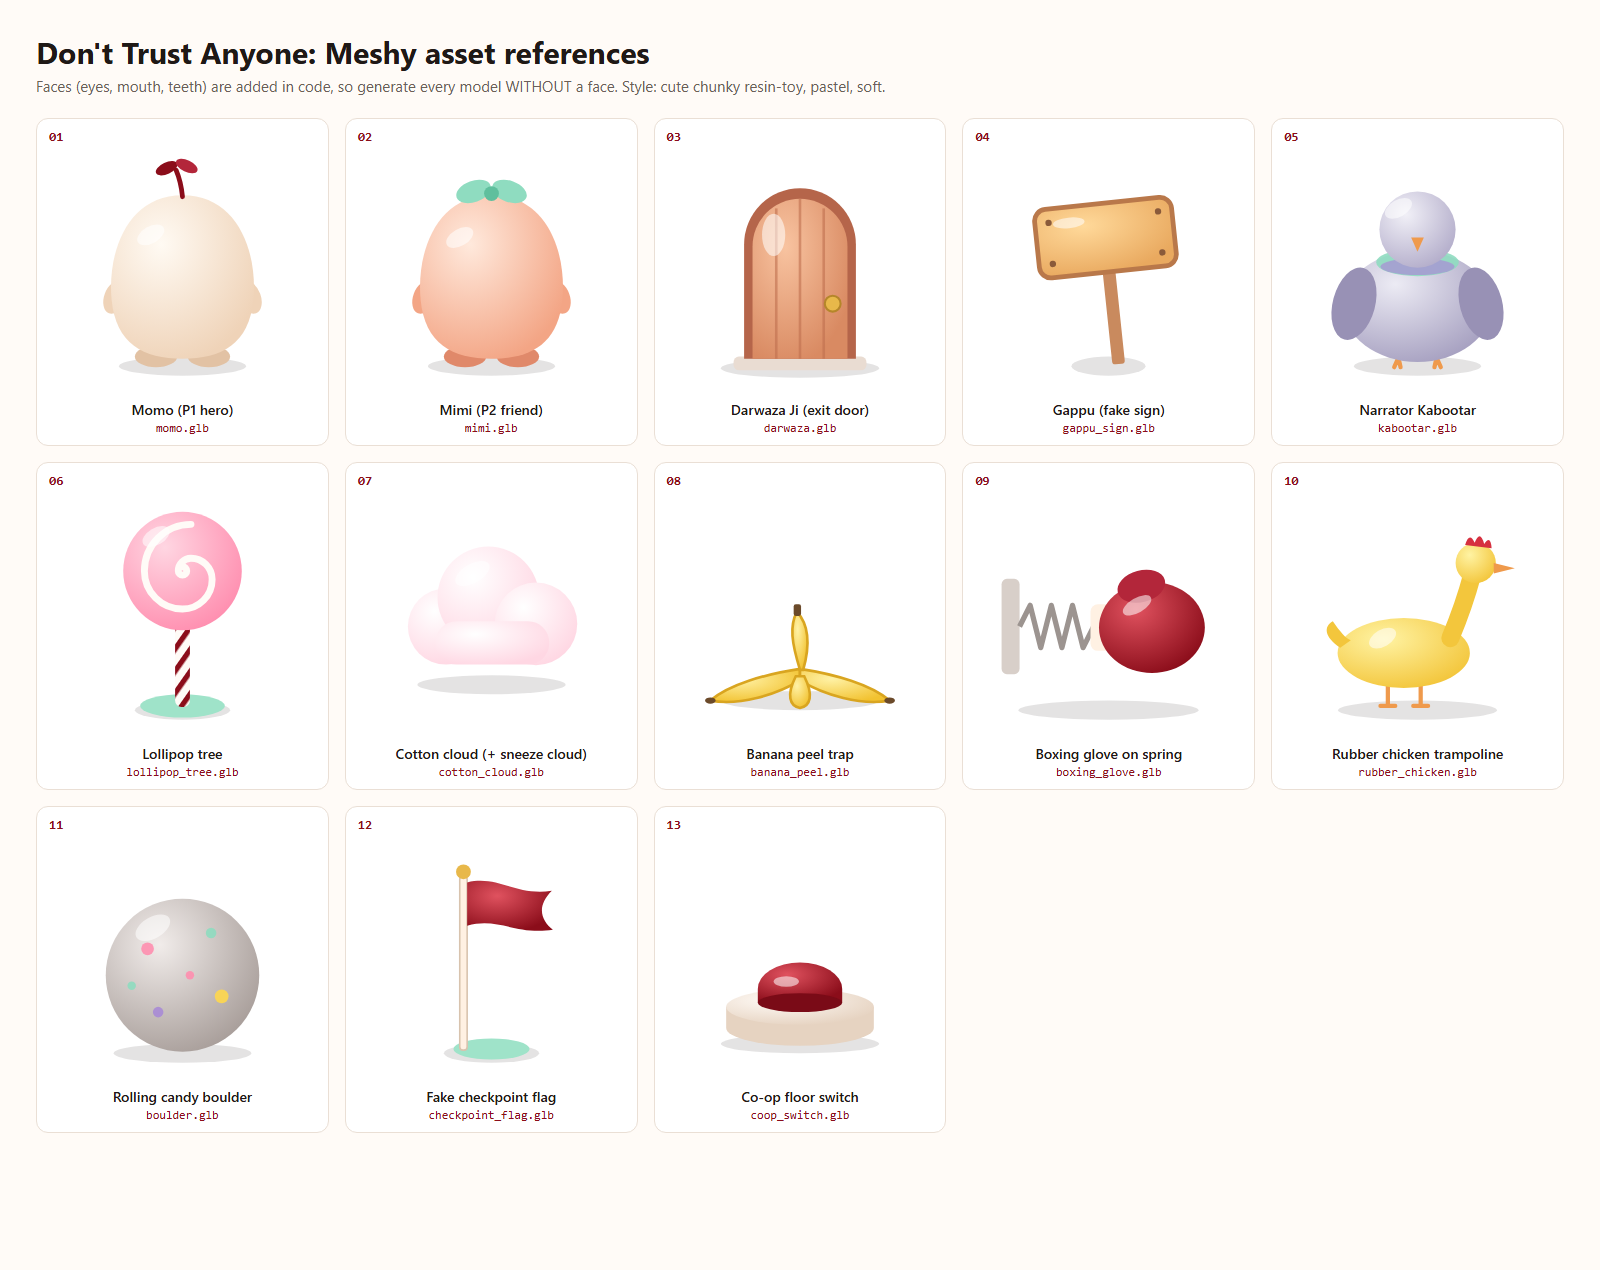 Don't Trust Anyone: Meshy asset references
Faces (eyes, mouth, teeth) are added in code, so generate every model WITHOUT a face. Style: cute chunky resin-toy, pastel, soft.
01
Momo (P1 hero)
momo.glb
02
Mimi (P2 friend)
mimi.glb
03
Darwaza Ji (exit door)
darwaza.glb
04
Gappu (fake sign)
gappu_sign.glb
05
Narrator Kabootar
kabootar.glb
06
Lollipop tree
lollipop_tree.glb
07
Cotton cloud (+ sneeze cloud)
cotton_cloud.glb
08
Banana peel trap
banana_peel.glb
09
Boxing glove on spring
boxing_glove.glb
10
Rubber chicken trampoline
rubber_chicken.glb
11
Rolling candy boulder
boulder.glb
12
Fake checkpoint flag
checkpoint_flag.glb
13
Co-op floor switch
coop_switch.glb